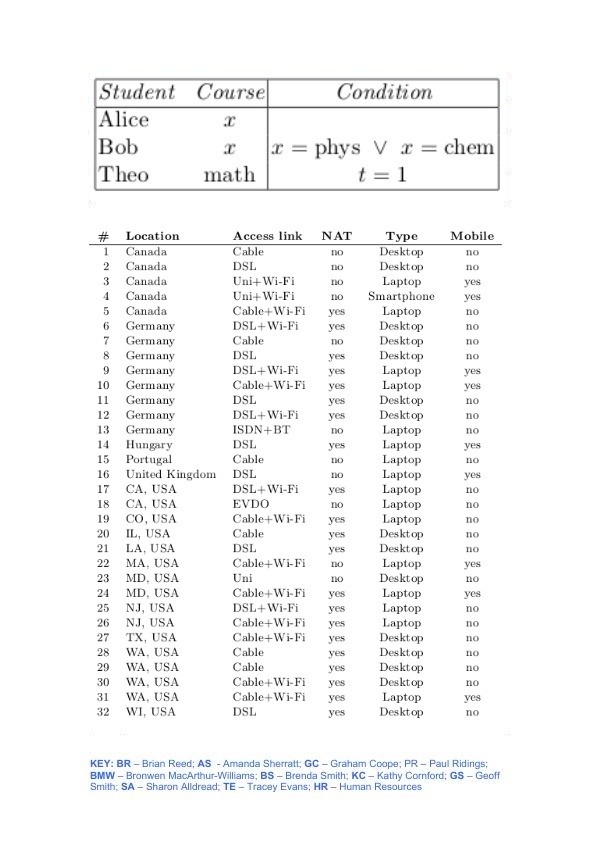 Student Course Condition
Alice x
Bob x x = phys ∨ x = chem
Theo math t = 1
# Location Access link NAT Type Mobile
1 Canada Cable no Desktop no
2 Canada DSL no Desktop no
3 Canada Uni+Wi-Fi no Laptop yes
4 Canada Uni+Wi-Fi no Smartphone yes
5 Canada Cable+Wi-Fi yes Laptop no
6 Germany DSL+Wi-Fi yes Desktop no
7 Germany Cable no Desktop no
8 Germany DSL yes Desktop no
9 Germany DSL+Wi-Fi yes Laptop yes
10 Germany Cable+Wi-Fi yes Laptop yes
11 Germany DSL yes Desktop no
12 Germany DSL+Wi-Fi yes Desktop no
13 Germany ISDN+BT no Laptop no
14 Hungary DSL yes Laptop yes
15 Portugal Cable no Laptop no
16 United Kingdom DSL no Laptop yes
17 CA, USA DSL+Wi-Fi yes Laptop no
18 CA, USA EVDO no Laptop no
19 CO, USA Cable+Wi-Fi yes Laptop no
20 IL, USA Cable yes Desktop no
21 LA, USA DSL yes Desktop no
22 MA, USA Cable+Wi-Fi no Laptop yes
23 MD, USA Uni no Desktop no
24 MD, USA Cable+Wi-Fi yes Laptop yes
25 NJ, USA DSL+Wi-Fi yes Laptop no
26 NJ, USA Cable+Wi-Fi yes Laptop no
27 TX, USA Cable+Wi-Fi yes Desktop no
28 WA, USA Cable yes Desktop no
29 WA, USA Cable yes Desktop no
30 WA, USA Cable+Wi-Fi yes Desktop no
31 WA, USA Cable+Wi-Fi yes Laptop yes
32 WI, USA DSL yes Desktop no
KEY: BR – Brian Reed; AS - Amanda Sherratt; GC – Graham Coope; PR – Paul Ridings;
BMW – Bronwen MacArthur-Williams; BS – Brenda Smith; KC – Kathy Cornford; GS – Geoff
Smith; SA – Sharon Alldread; TE – Tracey Evans; HR – Human Resources